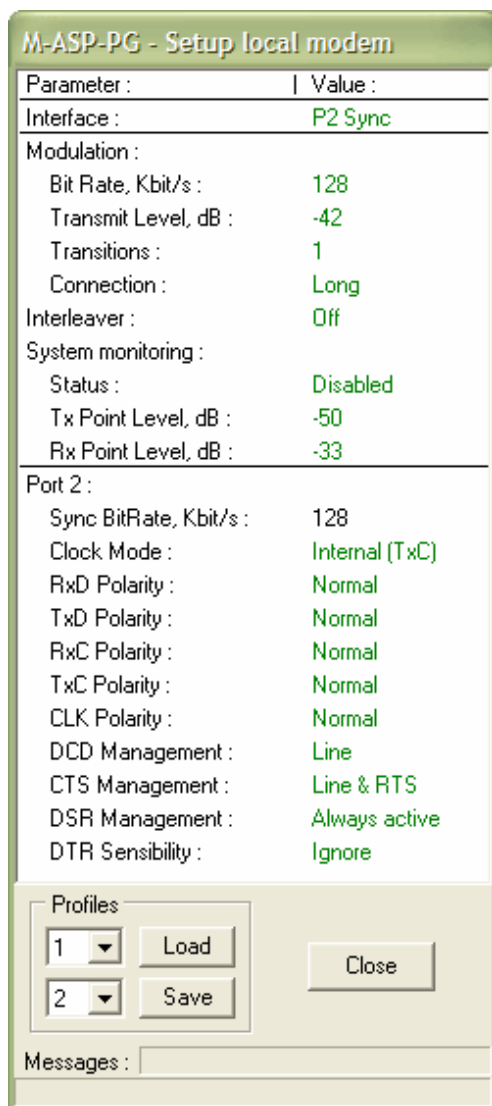 M-ASP-PG - Setup local modem
Parameter : | Value :
Interface : P2 Sync
Modulation :
Bit Rate, Kbit/s : 128
Transmit Level, dB : -42
Transitions : 1
Connection : Long
Interleaver : Off
System monitoring :
Status : Disabled
Tx Point Level, dB : -50
Rx Point Level, dB : -33
Port 2 :
Sync BitRate, Kbit/s : 128
Clock Mode : Internal (TxC)
RxD Polarity : Normal
TxD Polarity : Normal
RxC Polarity : Normal
TxC Polarity : Normal
CLK Polarity : Normal
DCD Management : Line
CTS Management : Line & RTS
DSR Management : Always active
DTR Sensibility : Ignore
Profiles
1 Load
Close
2 Save
Messages :